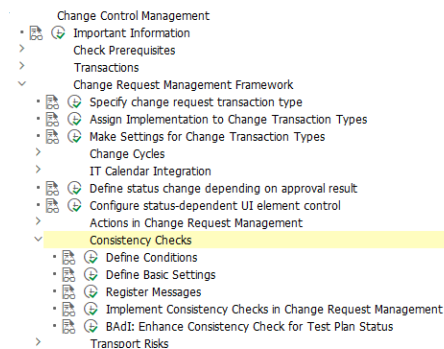 Change Control Management
Important Information
Check Prerequisites
Transactions
Change Request Management Framework
Specify change request transaction type
Assign Implementation to Change Transaction Types
Make Settings for Change Transaction Types
Change Cycles
IT Calendar Integration
Define status change depending on approval result
Configure status-dependent UI element control
Actions in Change Request Management
Consistency Checks
Define Conditions
Define Basic Settings
Register Messages
Implement Consistency Checks in Change Request Management
BAdI: Enhance Consistency Check for Test Plan Status
Transport Risks